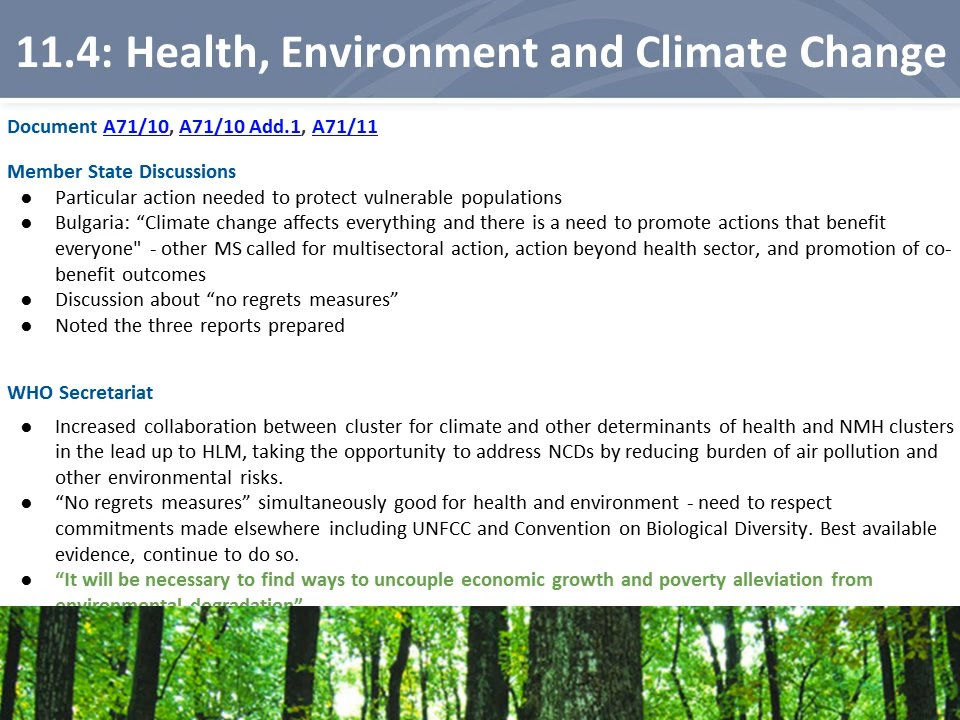 11.4: Health, Environment and Climate Change
Document A71/10, A71/10 Add.1, A71/11
Member State Discussions
● Particular action needed to protect vulnerable populations
● Bulgaria: “Climate change affects everything and there is a need to promote actions that benefit
everyone" - other MS called for multisectoral action, action beyond health sector, and promotion of co-
benefit outcomes
● Discussion about “no regrets measures”
● Noted the three reports prepared
WHO Secretariat
● Increased collaboration between cluster for climate and other determinants of health and NMH clusters
in the lead up to HLM, taking the opportunity to address NCDs by reducing burden of air pollution and
other environmental risks.
● “No regrets measures” simultaneously good for health and environment - need to respect
commitments made elsewhere including UNFCC and Convention on Biological Diversity. Best available
evidence, continue to do so.
● “It will be necessary to find ways to uncouple economic growth and poverty alleviation from
environmental degradation”